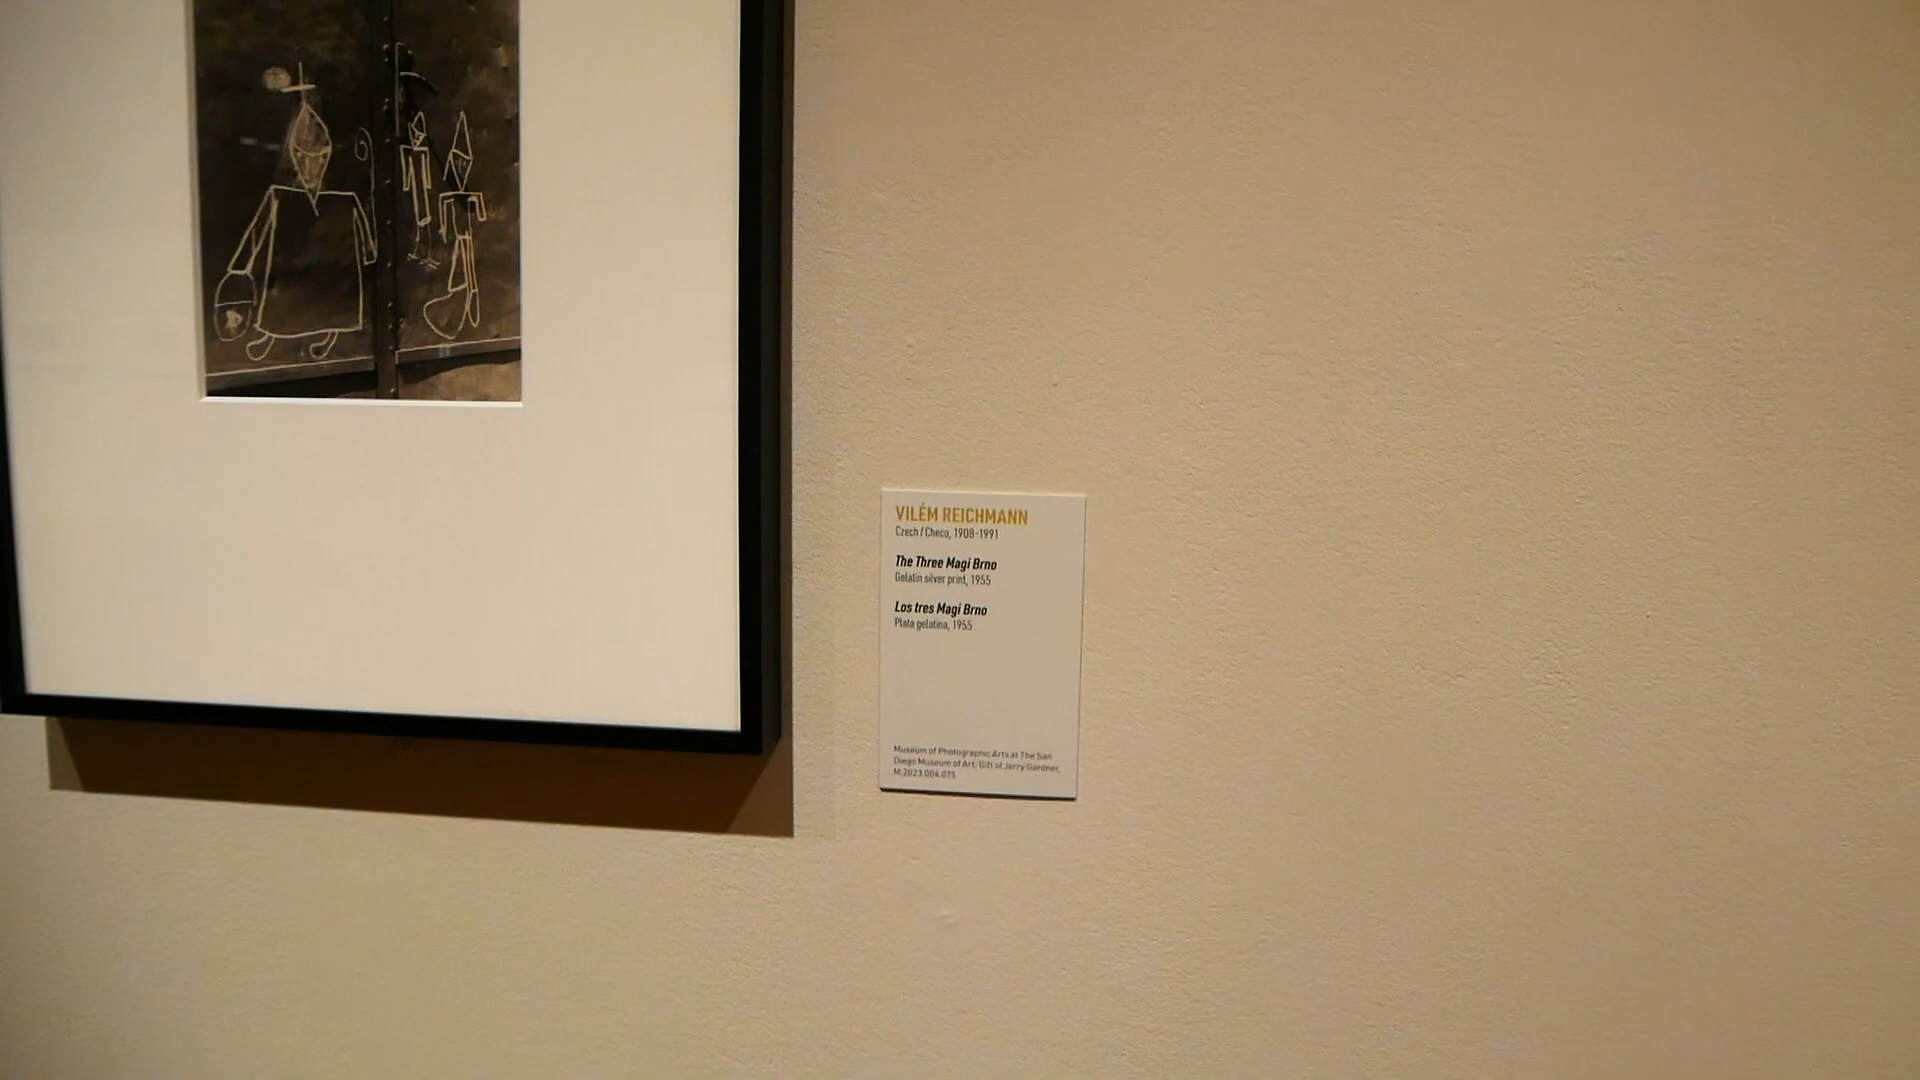 VILÉM REICHMANN
Czech / Checo, 1908-1991
The Three Magi Brno
Gelatin silver print, 1955
Los tres Magi Brno
Plata gelatina, 1955
Museum of Photographic Arts at The San
Diego Museum of Art; Gift of Jerry Gardner,
M.2023.004.075